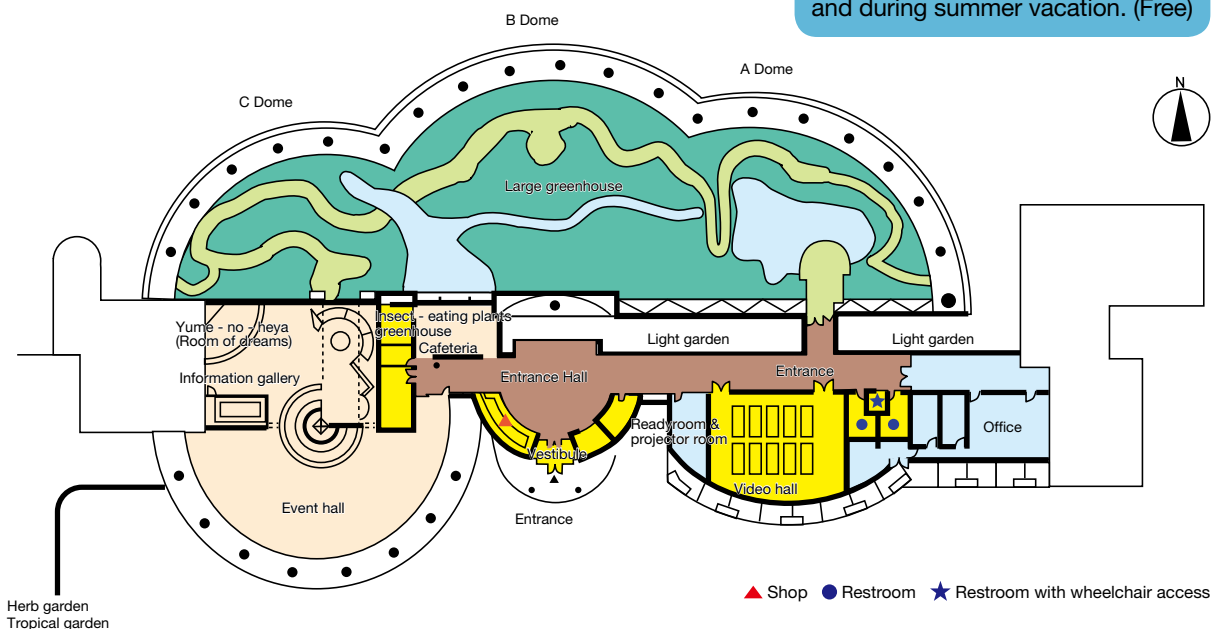 and during summer vacation. (Free)
B Dome
A Dome
C Dome
N
Large greenhouse
Yume - no - heya
(Room of dreams)
Insect - eating plants
greenhouse
Cafeteria
Light garden
Light garden
Information gallery
Entrance Hall
Entrance
Readyroom &
projector room
Office
Vestibule
Video hall
Event hall
Entrance
Shop
Restroom
Restroom with wheelchair access
Herb garden
Tropical garden